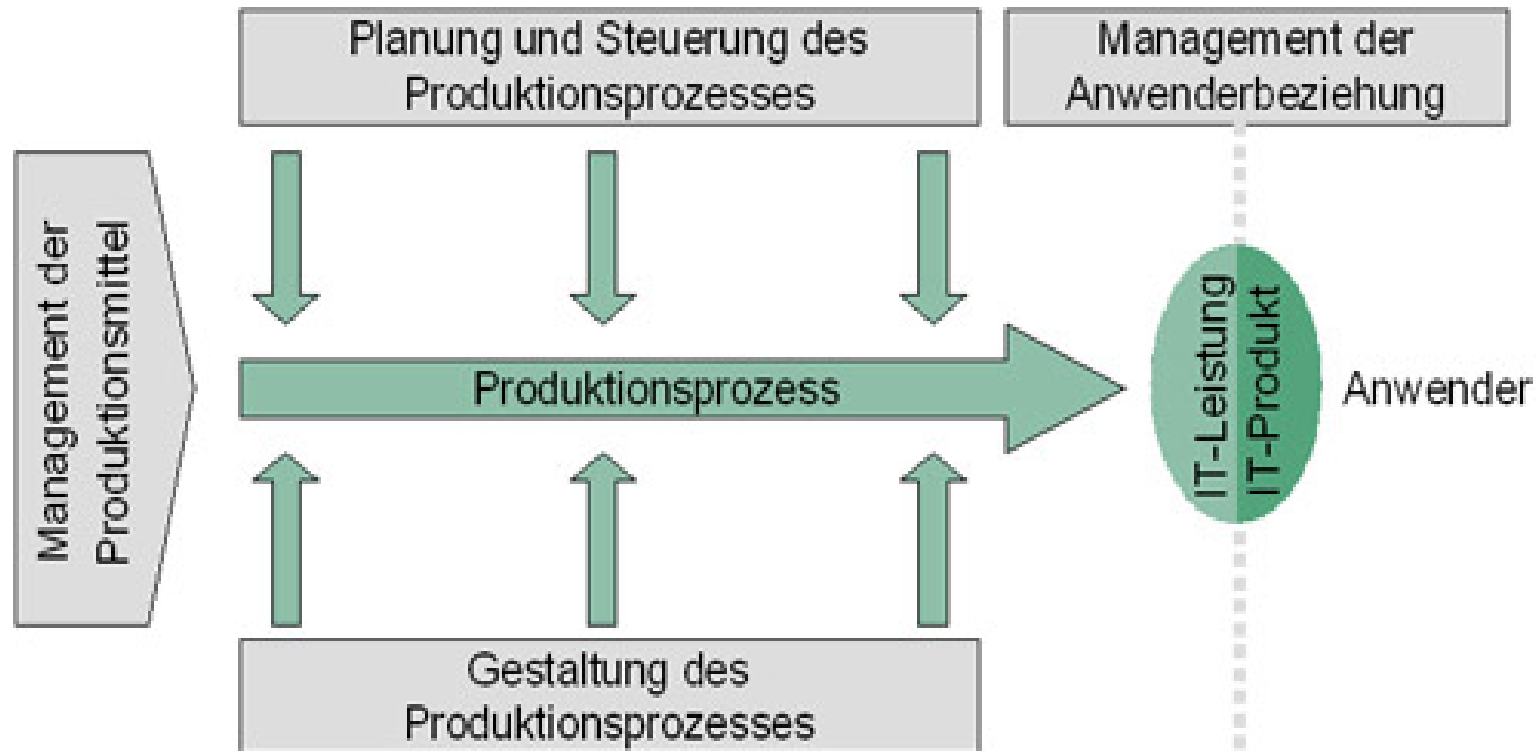 Planung und Steuerung des
Produktionsprozesses
Management der
Anwenderbeziehung
Management der
Produktionsmittel
Produktionsprozess
IT-Leistung
IT-Produkt
Anwender
Gestaltung des
Produktionsprozesses